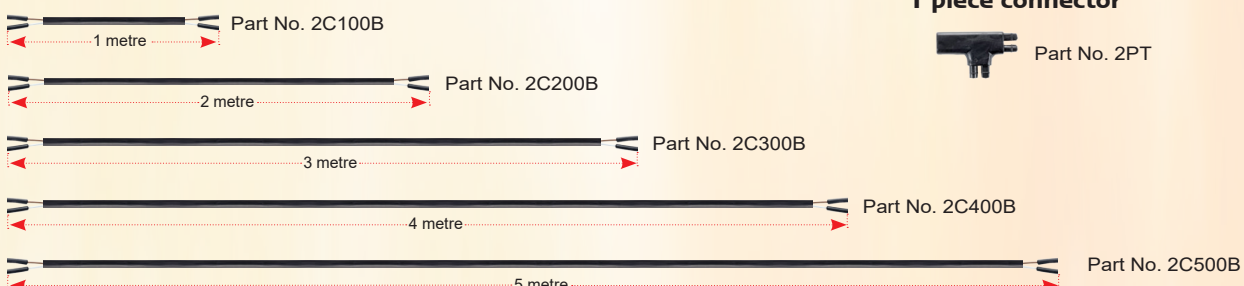 1 piece connector
Part No. 2C100B
1 metre
Part No. 2PT
Part No. 2C200B
2 metre
Part No. 2C300B
3 metre
Part No. 2C400B
4 metre
Part No. 2C500B
5 metre